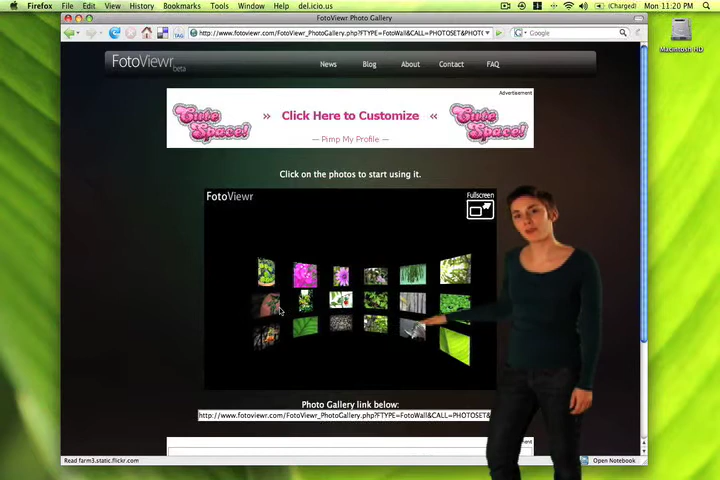 Firefox File Edit View History Bookmarks Tools Window del.icio.us (Charged) Mon 11:20 PM
FotoViewr Photo Gallery
http://www.fotoviewr.com/FotoViewr_PhotoGallery.php?FTYPE=FotoWall&CALL=PHOTOSET&PHOT
Google
TAG
Macintosh HD
FotoViewr beta
News Blog About Contact FAQ
Advertisement
Cute Space! » Click Here to Customize « Cute Space!
— Pimp My Profile —
Click on the photos to start using it.
FotoViewr
Fullscreen
Photo Gallery link below:
http://www.fotoviewr.com/FotoViewr_PhotoGallery.php?FTYPE=FotoWall&CALL=PHOTOSET&
Read farm3.static.flickr.com
Open Notebook